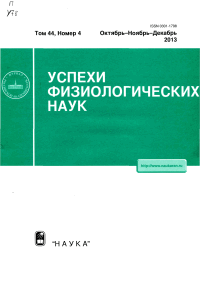 П
ISSN 0301-1798
Том 44, Номер 4
Октябрь–Ноябрь–Декабрь
2013
УСПЕХИ
ФИЗИОЛОГИЧЕСКИХ
НАУК
"НАУКА"